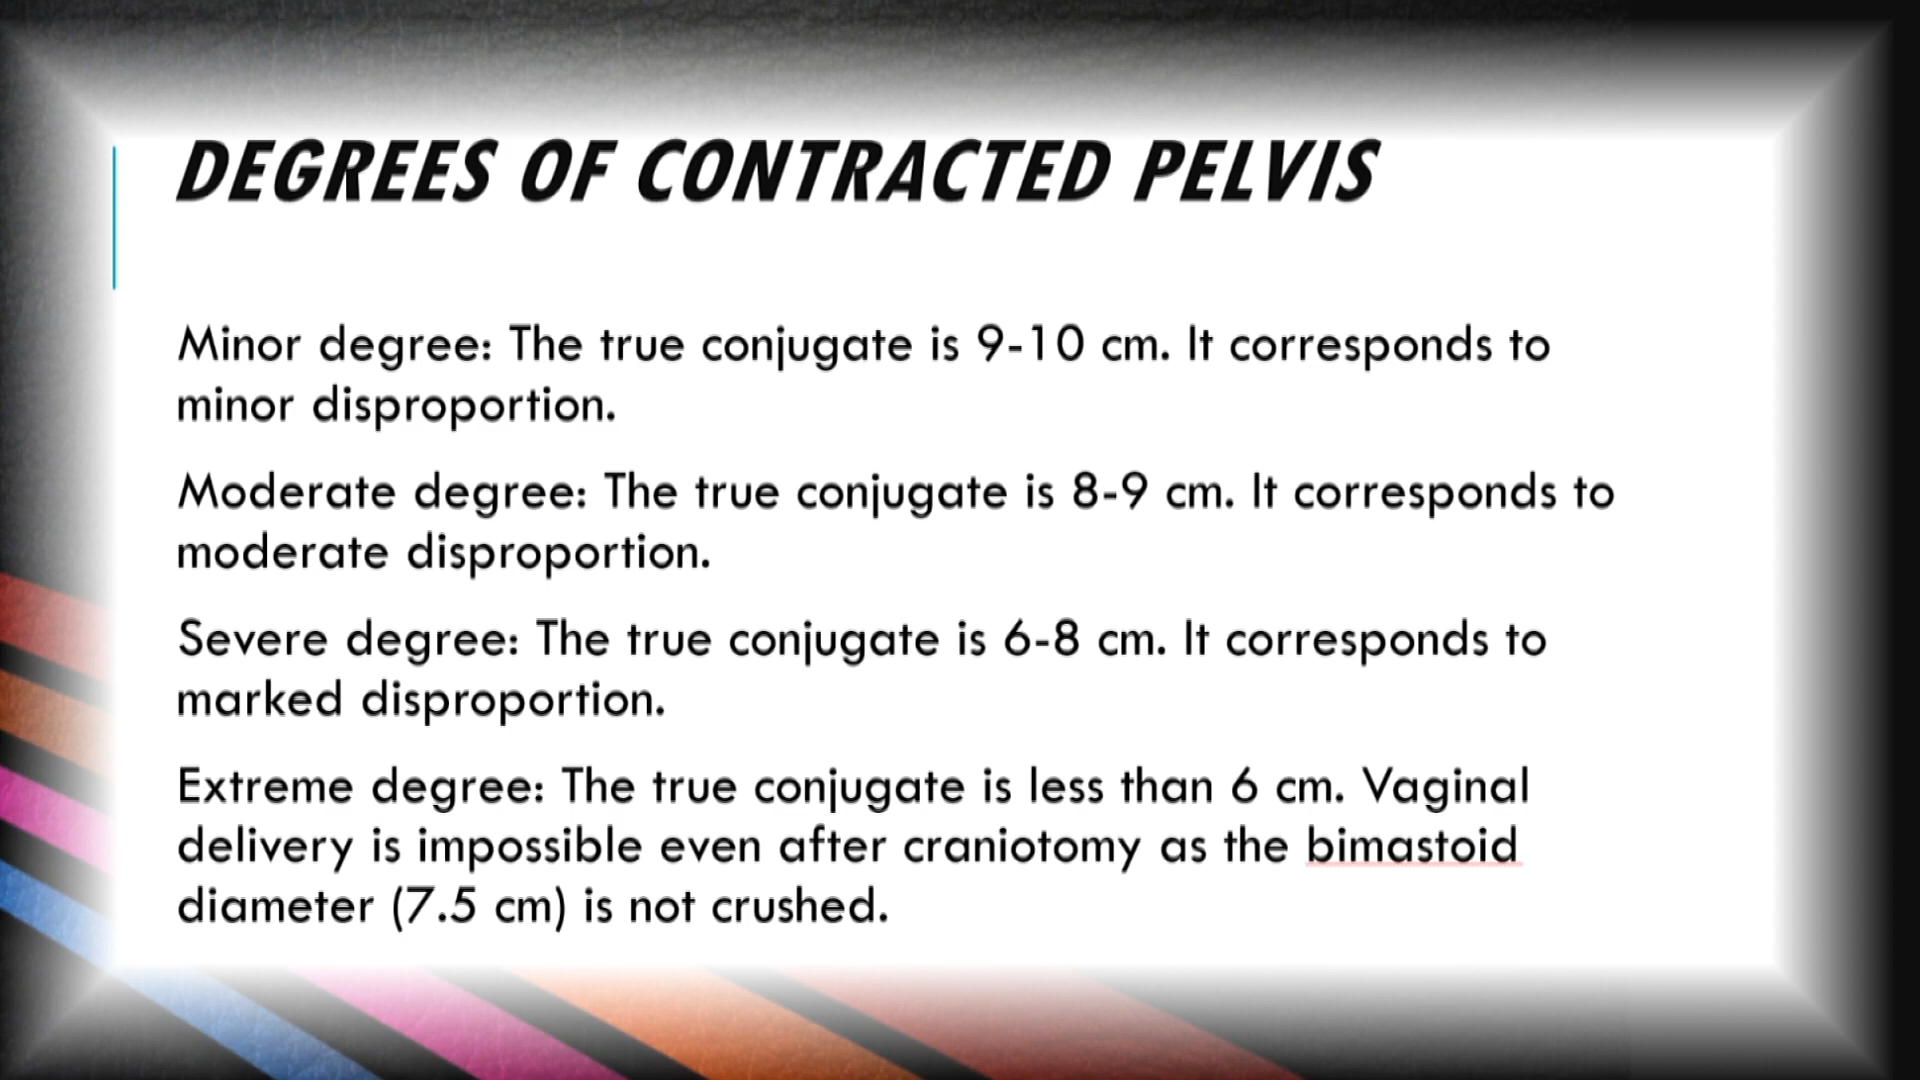 DEGREES OF CONTRACTED PELVIS
Minor degree: The true conjugate is 9-10 cm. It corresponds to
minor disproportion.
Moderate degree: The true conjugate is 8-9 cm. It corresponds to
moderate disproportion.
Severe degree: The true conjugate is 6-8 cm. It corresponds to
marked disproportion.
Extreme degree: The true conjugate is less than 6 cm. Vaginal
delivery is impossible even after craniotomy as the bimastoid
diameter (7.5 cm) is not crushed.